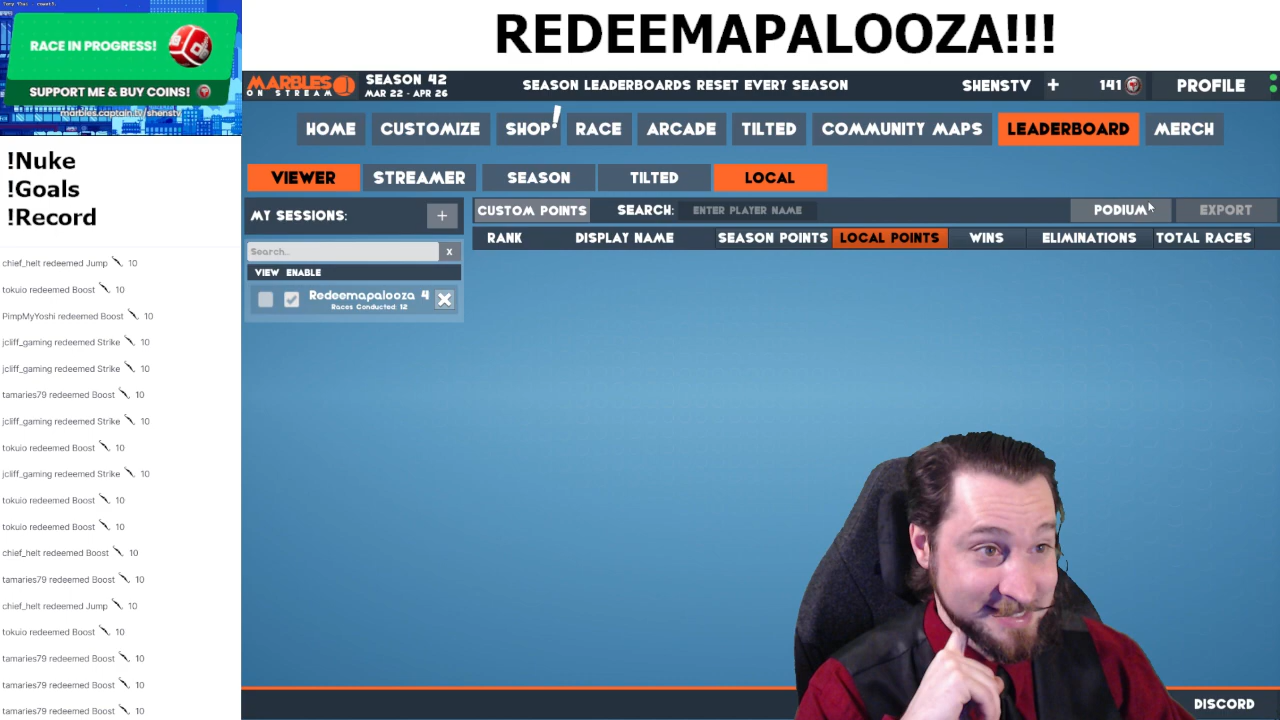 RACE IN PROGRESS!
SUPPORT ME & BUY COINS!
marbles.captain.tv/shenstv
!Nuke
!Goals
!Record
chief_helt redeemed Jump 10
tokuio redeemed Boost 10
PimpMyYoshi redeemed Boost 10
jcliff_gaming redeemed Strike 10
jcliff_gaming redeemed Strike 10
tamaries79 redeemed Boost 10
jcliff_gaming redeemed Strike 10
tokuio redeemed Boost 10
jcliff_gaming redeemed Strike 10
tokuio redeemed Boost 10
tokuio redeemed Boost 10
chief_helt redeemed Boost 10
tamaries79 redeemed Boost 10
chief_helt redeemed Jump 10
tokuio redeemed Boost 10
tamaries79 redeemed Boost 10
tamaries79 redeemed Boost 10
tamaries79 redeemed Boost 10
REDEEMAPALOOZA!!!
MARBLES ON STREAM
SEASON 42
MAR 22 - APR 26
SEASON LEADERBOARDS RESET EVERY SEASON
SHENSTV + 141 PROFILE
HOME CUSTOMIZE SHOP! RACE ARCADE TILTED COMMUNITY MAPS LEADERBOARD MERCH
VIEWER STREAMER SEASON TILTED LOCAL
MY SESSIONS: +
CUSTOM POINTS SEARCH: ENTER PLAYER NAME PODIUM EXPORT
RANK DISPLAY NAME SEASON POINTS LOCAL POINTS WINS ELIMINATIONS TOTAL RACES
Search... X
VIEW ENABLE
Redeemapalooza 4
Races Conducted: 12
DISCORD